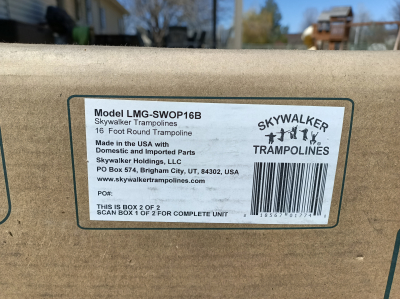 Model LMG-SWOP16B
Skywalker Trampolines
16 Foot Round Trampoline
Made in the USA with
Domestic and Imported Parts
Skywalker Holdings, LLC
PO Box 574, Brigham City, UT, 84302, USA
www.skywalkertrampolines.com
PO#:
THIS IS BOX 2 OF 2
SCAN BOX 1 OF 2 FOR COMPLETE UNIT
SKYWALKER
TRAMPOLINES